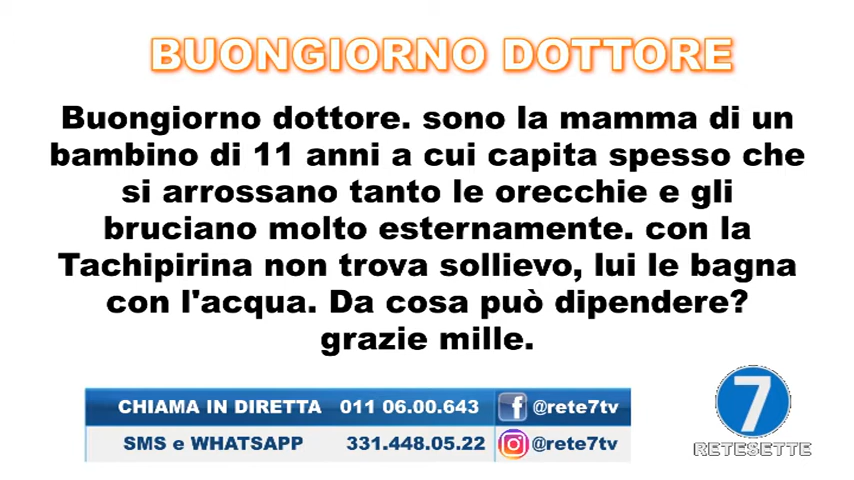 BUONGIORNO DOTTORE
Buongiorno dottore. sono la mamma di un
bambino di 11 anni a cui capita spesso che
si arrossano tanto le orecchie e gli
bruciano molto esternamente. con la
Tachipirina non trova sollievo, lui le bagna
con l'acqua. Da cosa può dipendere?
grazie mille.
CHIAMA IN DIRETTA 011 06.00.643 @rete7tv
SMS e WHATSAPP 331.448.05.22 @rete7tv
7
RETESETTE